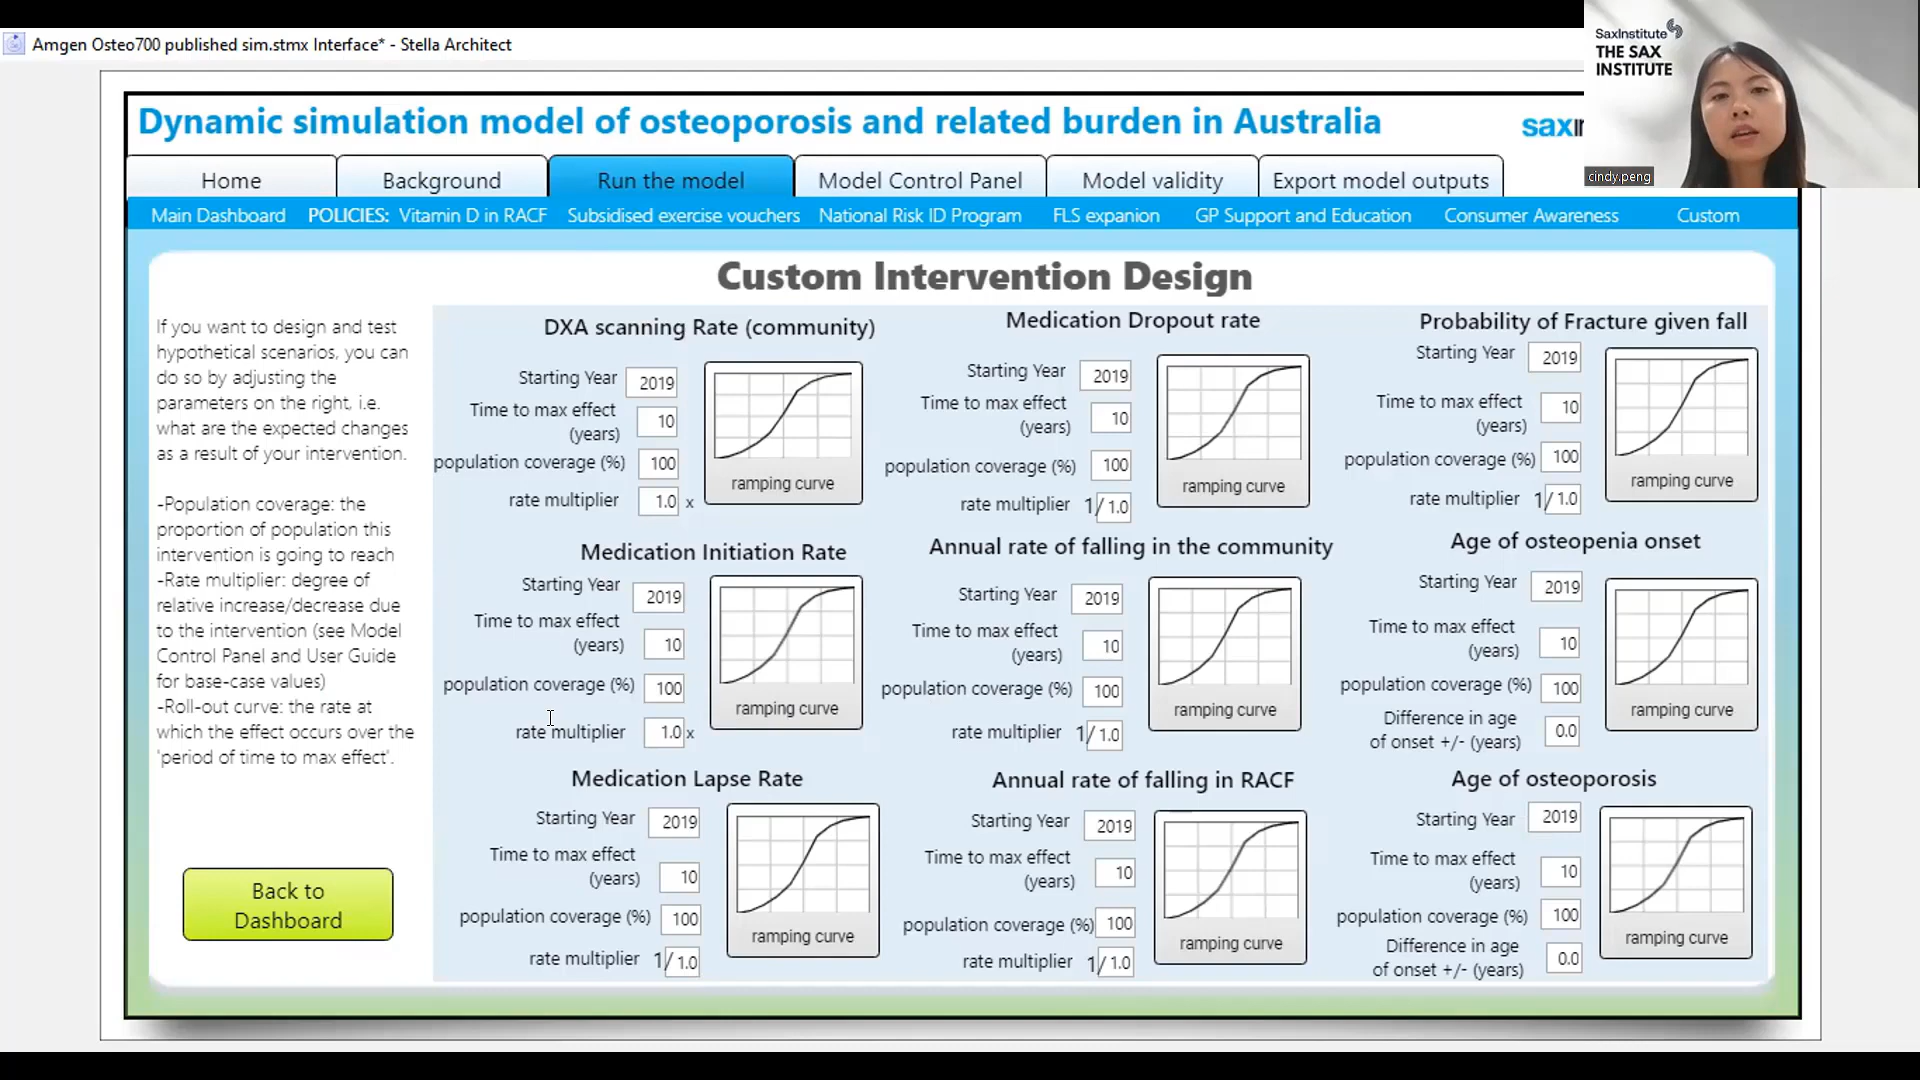 Amgen Osteo700 published sim.stmx Interface* - Stella Architect
SaxInstitute
THE SAX
INSTITUTE
cindy.peng
Dynamic simulation model of osteoporosis and related burden in Australia
Home
Background
Run the model
Model Control Panel
Model validity
Export model outputs
Main Dashboard
POLICIES:
Vitamin D in RACF
Subsidised exercise vouchers
National Risk ID Program
FLS expanion
GP Support and Education
Consumer Awareness
Custom
Custom Intervention Design
If you want to design and test
hypothetical scenarios, you can
do so by adjusting the
parameters on the right, i.e.
what are the expected changes
as a result of your intervention.
-Population coverage: the
proportion of population this
intervention is going to reach
-Rate multiplier: degree of
relative increase/decrease due
to the intervention (see Model
Control Panel and User Guide
for base-case values)
-Roll-out curve: the rate at
which the effect occurs over the
'period of time to max effect'.
Back to
Dashboard
DXA scanning Rate (community)
Starting Year 2019
Time to max effect
(years) 10
population coverage (%) 100
rate multiplier 1.0 x
ramping curve
Medication Initiation Rate
Starting Year 2019
Time to max effect
(years) 10
population coverage (%) 100
rate multiplier 1.0 x
ramping curve
Medication Lapse Rate
Starting Year 2019
Time to max effect
(years) 10
population coverage (%) 100
rate multiplier 1/ 1.0
ramping curve
Medication Dropout rate
Starting Year 2019
Time to max effect
(years) 10
population coverage (%) 100
rate multiplier 1/ 1.0
ramping curve
Annual rate of falling in the community
Starting Year 2019
Time to max effect
(years) 10
population coverage (%) 100
rate multiplier 1/ 1.0
ramping curve
Annual rate of falling in RACF
Starting Year 2019
Time to max effect
(years) 10
population coverage (%) 100
rate multiplier 1/ 1.0
ramping curve
Probability of Fracture given fall
Starting Year 2019
Time to max effect
(years) 10
population coverage (%) 100
rate multiplier 1/ 1.0
ramping curve
Age of osteopenia onset
Starting Year 2019
Time to max effect
(years) 10
population coverage (%) 100
Difference in age
of onset +/- (years) 0.0
ramping curve
Age of osteoporosis
Starting Year 2019
Time to max effect
(years) 10
population coverage (%) 100
Difference in age
of onset +/- (years) 0.0
ramping curve